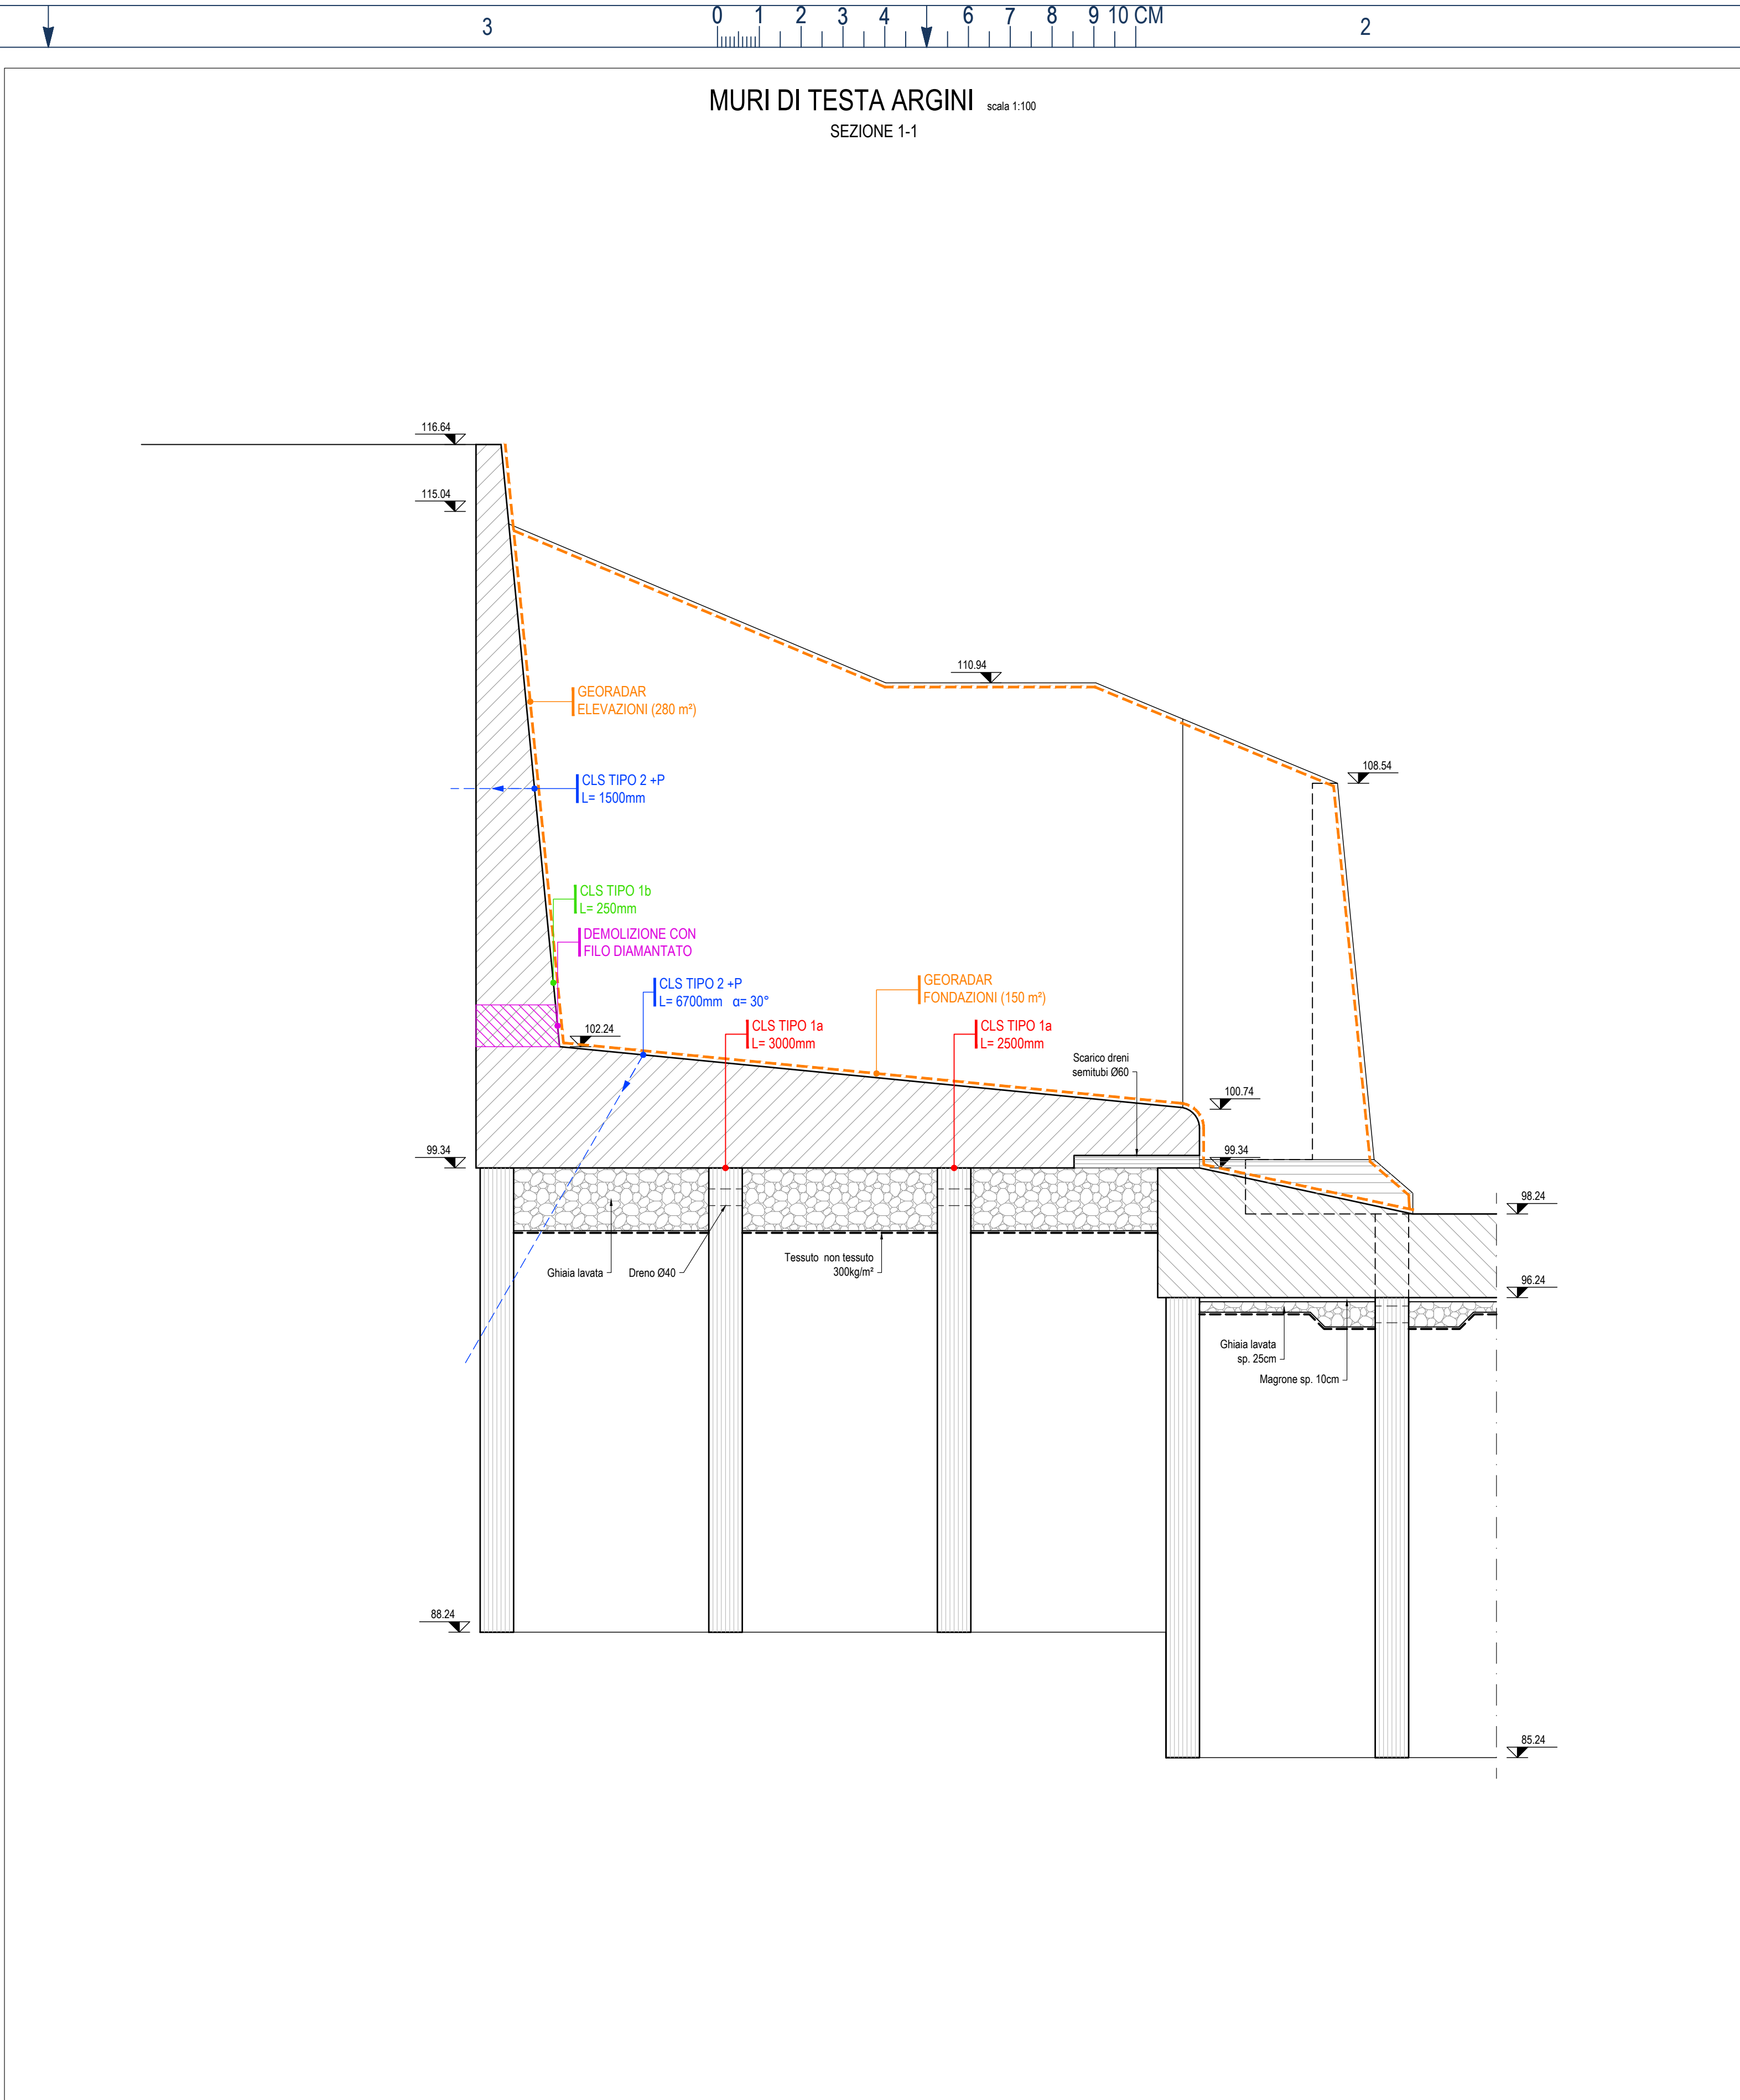 3
0 1 2 3 4 6 7 8 9 10 CM
2
MURI DI TESTA ARGINI scala 1:100
SEZIONE 1-1
116.64
115.04
110.94
GEORADAR
ELEVAZIONI (280 m²)
108.54
CLS TIPO 2 +P
L= 1500mm
CLS TIPO 1b
L= 250mm
DEMOLIZIONE CON
FILO DIAMANTATO
CLS TIPO 2 +P
L= 6700mm α= 30°
GEORADAR
FONDAZIONI (150 m²)
102.24
CLS TIPO 1a
L= 3000mm
CLS TIPO 1a
L= 2500mm
Scarico dreni
semitubi Ø60
100.74
99.34
99.34
98.24
Ghiaia lavata
Dreno Ø40
Tessuto non tessuto
300kg/m²
96.24
Ghiaia lavata
sp. 25cm
Magrone sp. 10cm
88.24
85.24